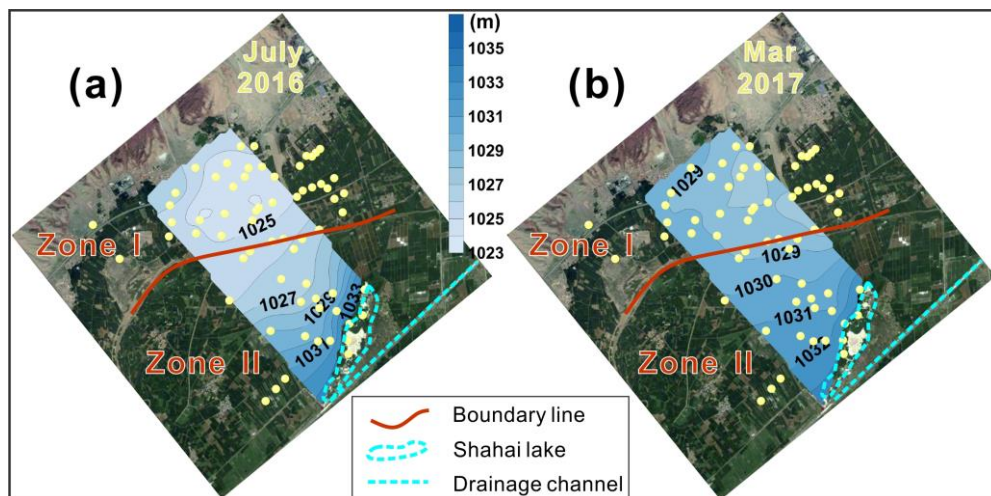 (a)
July
2016
Zone I
Zone II
1025
1027
1029
1031
1033
(m)
1035
1033
1031
1029
1027
1025
1023
(b)
Mar
2017
Zone I
Zone II
1029
1029
1030
1031
1032
Boundary line
Shahai lake
Drainage channel